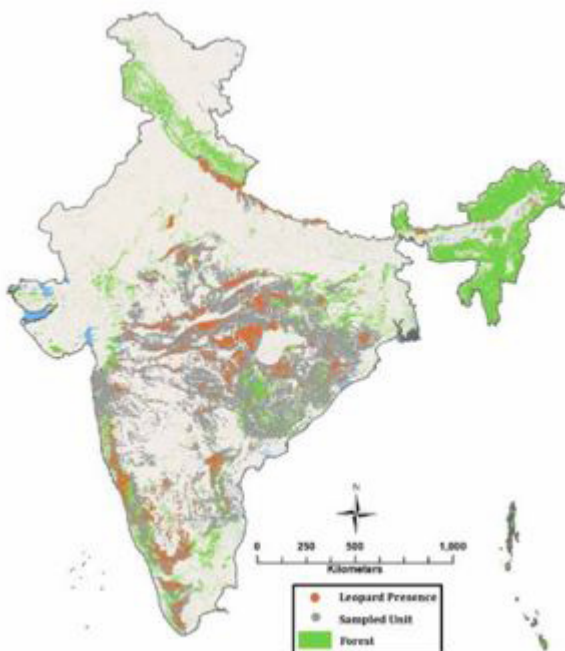 N
0 250 500 1,000
Kilometers
Leopard Presence
Sampled Unit
Forest